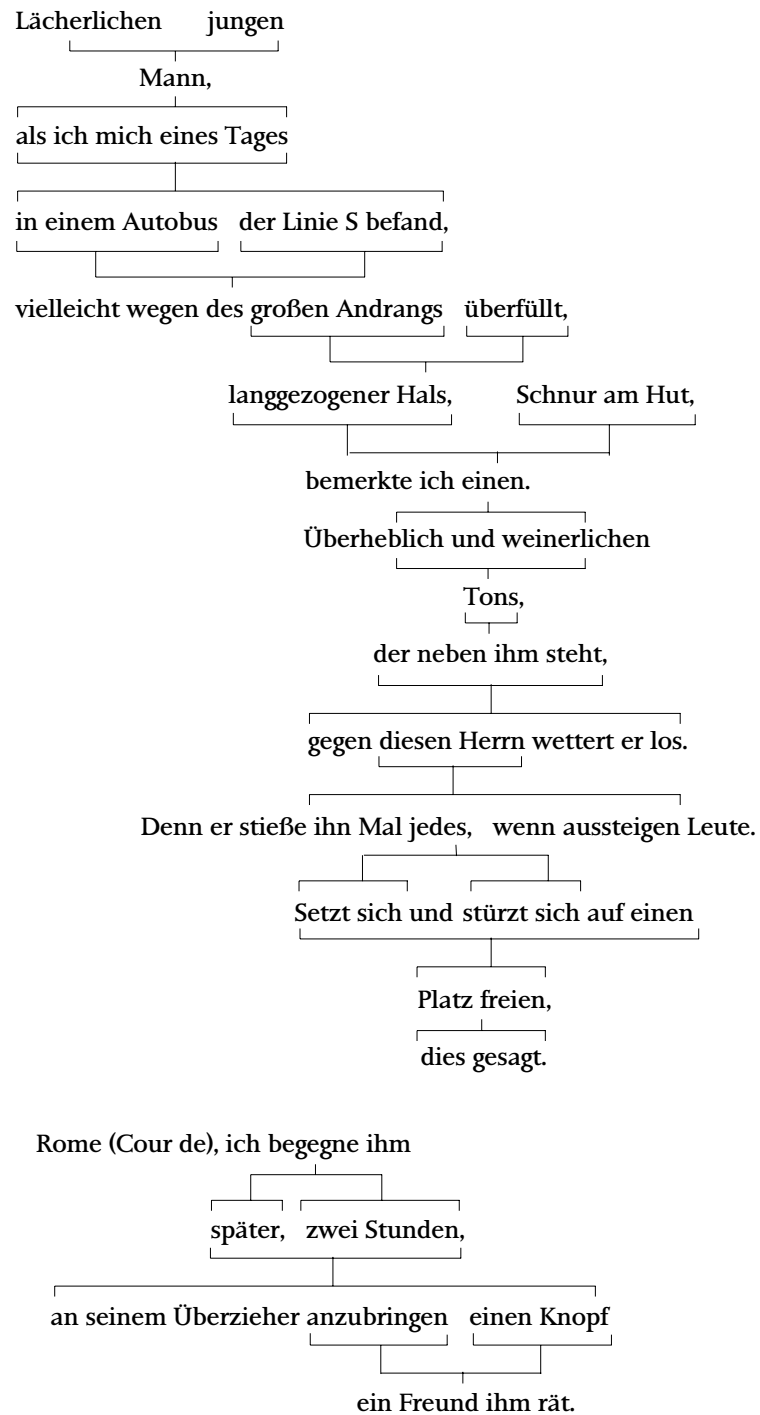 Lächerlichen jungen
Mann,
als ich mich eines Tages
in einem Autobus der Linie S befand,
vielleicht wegen des großen Andrangs überfüllt,
langgezogener Hals, Schnur am Hut,
bemerkte ich einen.
Überheblich und weinerlichen
Tons,
der neben ihm steht,
gegen diesen Herrn wettert er los.
Denn er stieße ihn Mal jedes, wenn aussteigen Leute.
Setzt sich und stürzt sich auf einen
Platz freien,
dies gesagt.
Rome (Cour de), ich begegne ihm
später, zwei Stunden,
an seinem Überzieher anzubringen einen Knopf
ein Freund ihm rät.